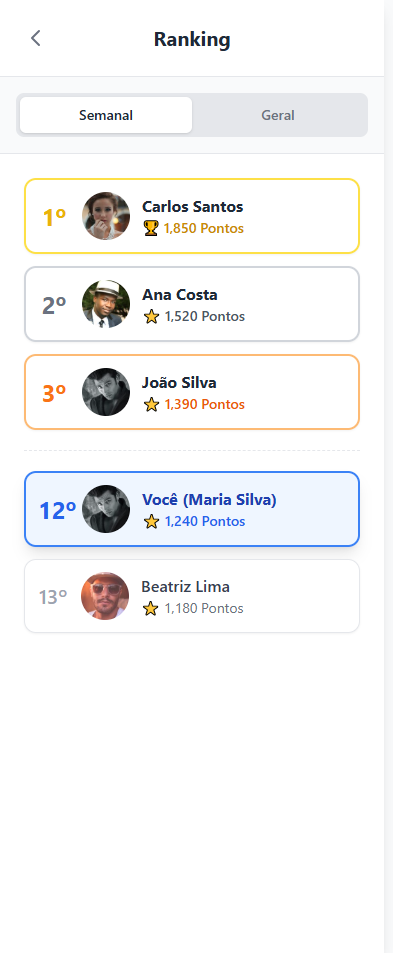 Ranking
Semanal
Geral
1º
Carlos Santos
1,850 Pontos
2º
Ana Costa
1,520 Pontos
3º
João Silva
1,390 Pontos
12º
Você (Maria Silva)
1,240 Pontos
13º
Beatriz Lima
1,180 Pontos